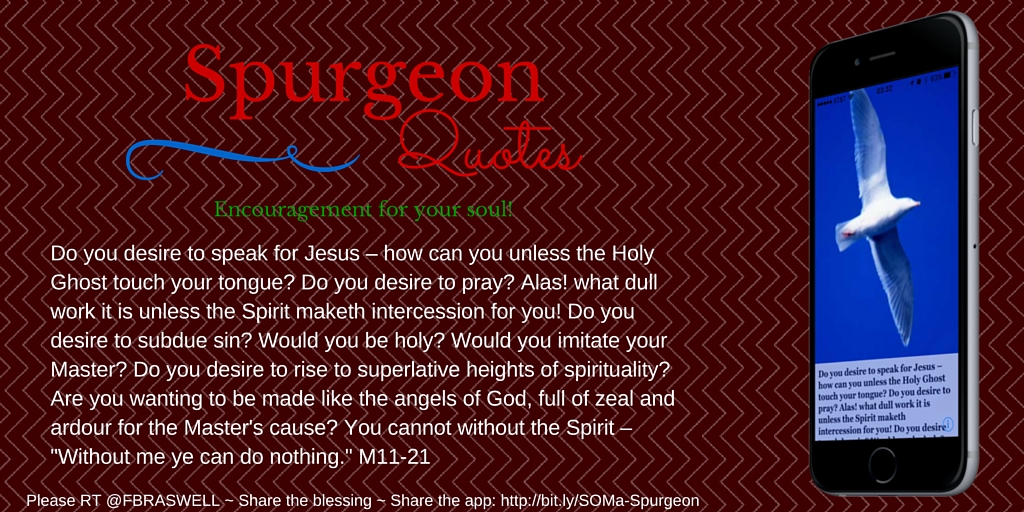 Spurgeon
Quotes
Encouragement for your soul!
Do you desire to speak for Jesus – how can you unless the Holy
Ghost touch your tongue? Do you desire to pray? Alas! what dull
work it is unless the Spirit maketh intercession for you! Do you
desire to subdue sin? Would you be holy? Would you imitate your
Master? Do you desire to rise to superlative heights of spirituality?
Are you wanting to be made like the angels of God, full of zeal and
ardour for the Master's cause? You cannot without the Spirit –
"Without me ye can do nothing." M11-21
Please RT @FBRASWELL ~ Share the blessing ~ Share the app: http://bit.ly/SOMa-Spurgeon
Do you desire to speak for Jesus –
how can you unless the Holy Ghost
touch your tongue? Do you desire to
pray? Alas! what dull work it is
unless the Spirit maketh
intercession for you! Do you desire